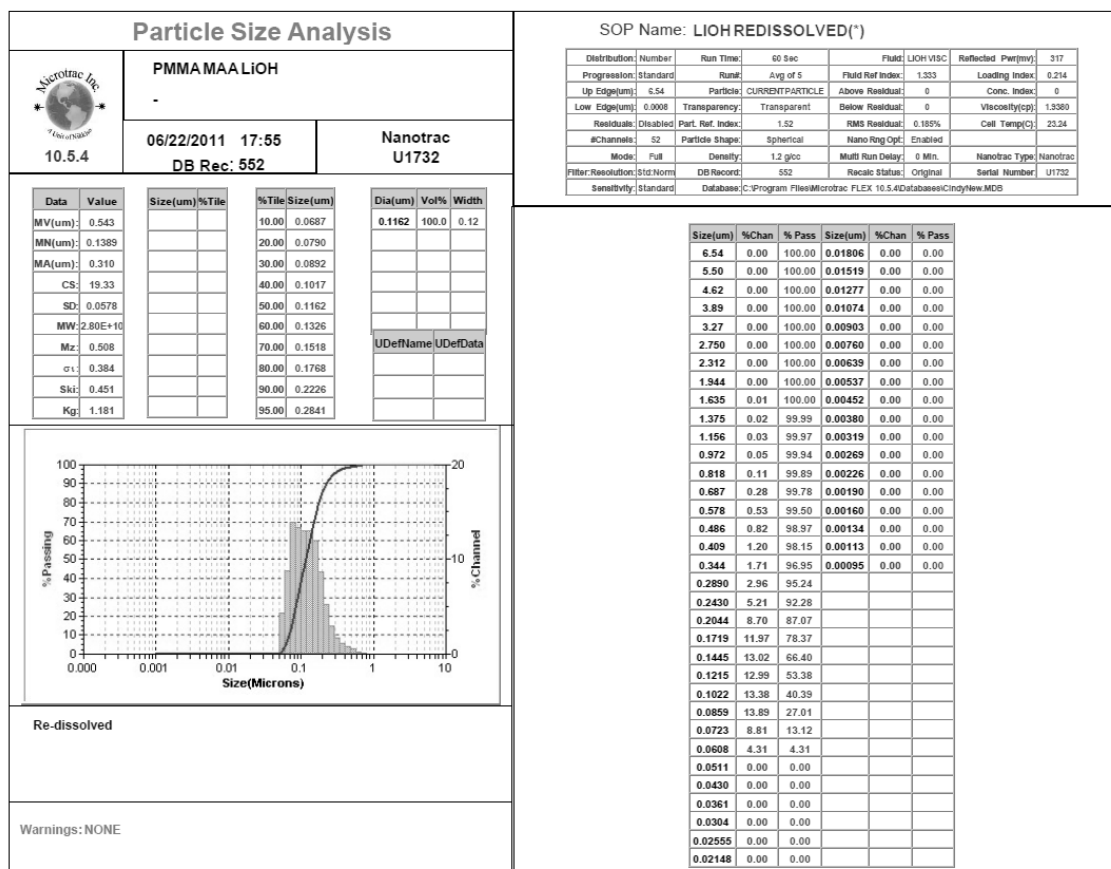 Particle Size Analysis
Microtrac Inc.
A Unit of Nikkiso
10.5.4
PMMA MAA LiOH
-
06/22/2011 17:55
DB Rec: 552
Nanotrac
U1732
Data Value
MV(um): 0.543
MN(um): 0.1389
MA(um): 0.310
CS: 19.33
SD: 0.0578
MW: 2.80E+10
Mz: 0.508
σι: 0.384
Ski: 0.451
Kg: 1.181
Size(um) %Tile
%Tile Size(um)
10.00 0.0687
20.00 0.0790
30.00 0.0892
40.00 0.1017
50.00 0.1162
60.00 0.1326
70.00 0.1518
80.00 0.1768
90.00 0.2226
95.00 0.2841
Dia(um) Vol% Width
0.1162 100.0 0.12
UDefName UDefData
%Passing
100
90
80
70
60
50
40
30
20
10
0
0.000 0.001 0.01 0.1 1 10
Size(Microns)
20
10
0
%Channel
Re-dissolved
Warnings: NONE
SOP Name: LIOH REDISSOLVED(*)
Distribution: Number Run Time: 60 Sec Fluid: LIOH VISC Reflected Pwr(mv): 317
Progression: Standard Run#: Avg of 5 Fluid Ref Index: 1.333 Loading Index: 0.214
Up Edge(um): 6.54 Particle: CURRENTPARTICLE Above Residual: 0 Conc. Index: 0
Low Edge(um): 0.0008 Transparency: Transparent Below Residual: 0 Viscosity(cp): 1.9380
Residuals: Disabled Part. Ref. Index: 1.52 RMS Residual: 0.185% Cell Temp(C): 23.24
#Channels: 52 Particle Shape: Spherical Nano Rng Opt: Enabled
Mode: Full Density: 1.2 g/cc Multi Run Delay: 0 Min. Nanotrac Type: Nanotrac
Filter:Resolution: Std:Norm DB Record: 552 Recalc Status: Original Serial Number: U1732
Sensitivity: Standard Database: C:\Program Files\Microtrac FLEX 10.5.4\Databases\CindyNew.MDB
Size(um) %Chan % Pass Size(um) %Chan % Pass
6.54 0.00 100.00 0.01806 0.00 0.00
5.50 0.00 100.00 0.01519 0.00 0.00
4.62 0.00 100.00 0.01277 0.00 0.00
3.89 0.00 100.00 0.01074 0.00 0.00
3.27 0.00 100.00 0.00903 0.00 0.00
2.750 0.00 100.00 0.00760 0.00 0.00
2.312 0.00 100.00 0.00639 0.00 0.00
1.944 0.00 100.00 0.00537 0.00 0.00
1.635 0.01 100.00 0.00452 0.00 0.00
1.375 0.02 99.99 0.00380 0.00 0.00
1.156 0.03 99.97 0.00319 0.00 0.00
0.972 0.05 99.94 0.00269 0.00 0.00
0.818 0.11 99.89 0.00226 0.00 0.00
0.687 0.28 99.78 0.00190 0.00 0.00
0.578 0.53 99.50 0.00160 0.00 0.00
0.486 0.82 98.97 0.00134 0.00 0.00
0.409 1.20 98.15 0.00113 0.00 0.00
0.344 1.71 96.95 0.00095 0.00 0.00
0.2890 2.96 95.24
0.2430 5.21 92.28
0.2044 8.70 87.07
0.1719 11.97 78.37
0.1445 13.02 66.40
0.1215 12.99 53.38
0.1022 13.38 40.39
0.0859 13.89 27.01
0.0723 8.81 13.12
0.0608 4.31 4.31
0.0511 0.00 0.00
0.0430 0.00 0.00
0.0361 0.00 0.00
0.0304 0.00 0.00
0.02555 0.00 0.00
0.02148 0.00 0.00